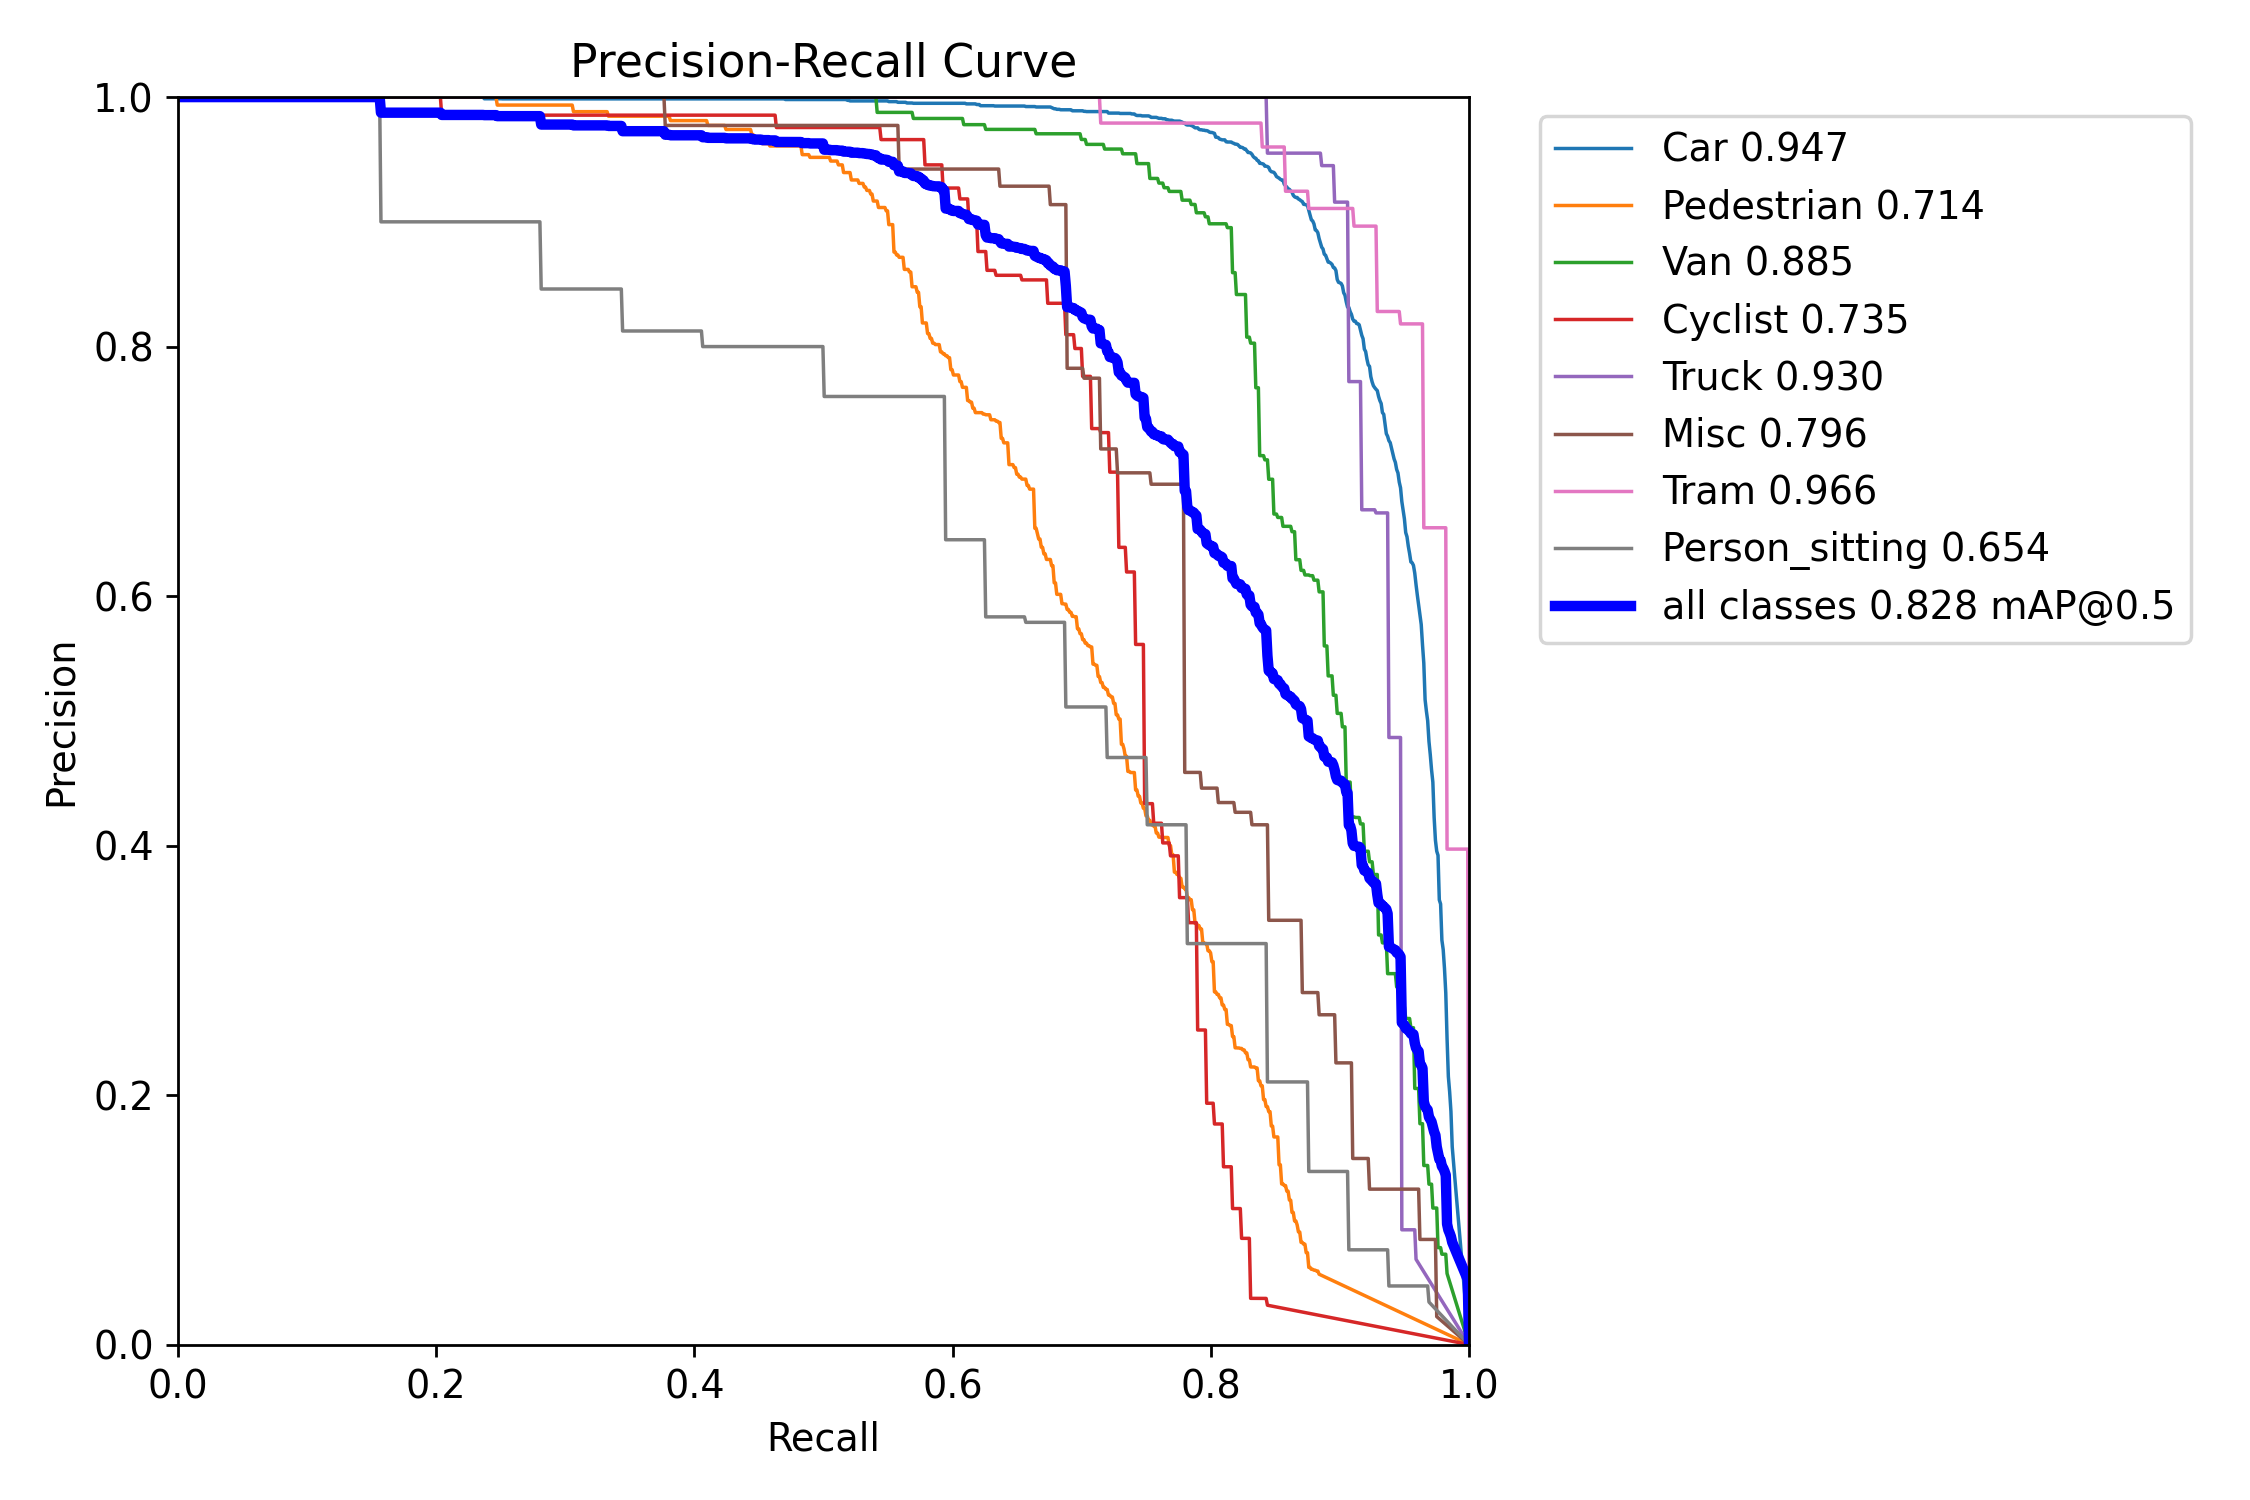 Precision-Recall Curve
1.0
0.8
0.6
0.4
0.2
0.0
Precision
0.0 0.2 0.4 0.6 0.8 1.0
Recall
Car 0.947
Pedestrian 0.714
Van 0.885
Cyclist 0.735
Truck 0.930
Misc 0.796
Tram 0.966
Person_sitting 0.654
all classes 0.828 mAP@0.5